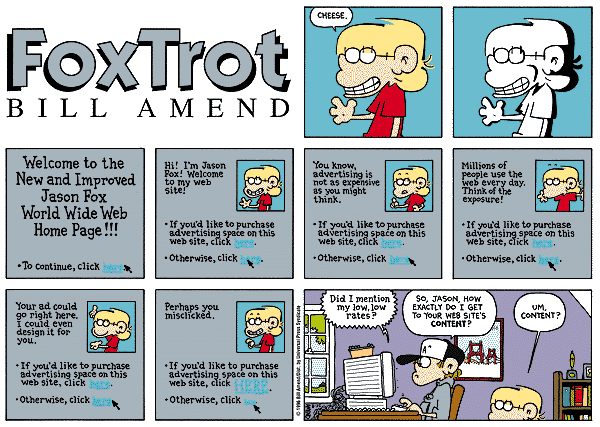 FoxTrot
BILL AMEND
CHEESE.
Welcome to the
New and Improved
Jason Fox
World Wide Web
Home Page!!!
• To continue, click here.
Hi! I'm Jason
Fox! Welcome
to my web
site!
• If you'd like to purchase
advertising space on this
web site, click here.
• Otherwise, click here.
You know,
advertising is
not as expensive
as you might
think.
• If you'd like to purchase
advertising space on this
web site, click here.
• Otherwise, click here.
Millions of
people use the
web every day.
Think of the
exposure!
• If you'd like to purchase
advertising space on this
web site, click here.
• Otherwise, click here.
Your ad could
go right here.
I could even
design it for
you.
• If you'd like to purchase
advertising space on this
web site, click here.
• Otherwise, click here.
Perhaps you
misclicked.
• If you'd like to purchase
advertising space on this
web site, click HERE.
• Otherwise, click
© 1996 Bill Amend/Dist. by Universal Press Syndicate
Did I mention
my low, low
rates?
SO, JASON, HOW
EXACTLY DO I GET
TO YOUR WEB SITE'S
CONTENT?
UM,
CONTENT?